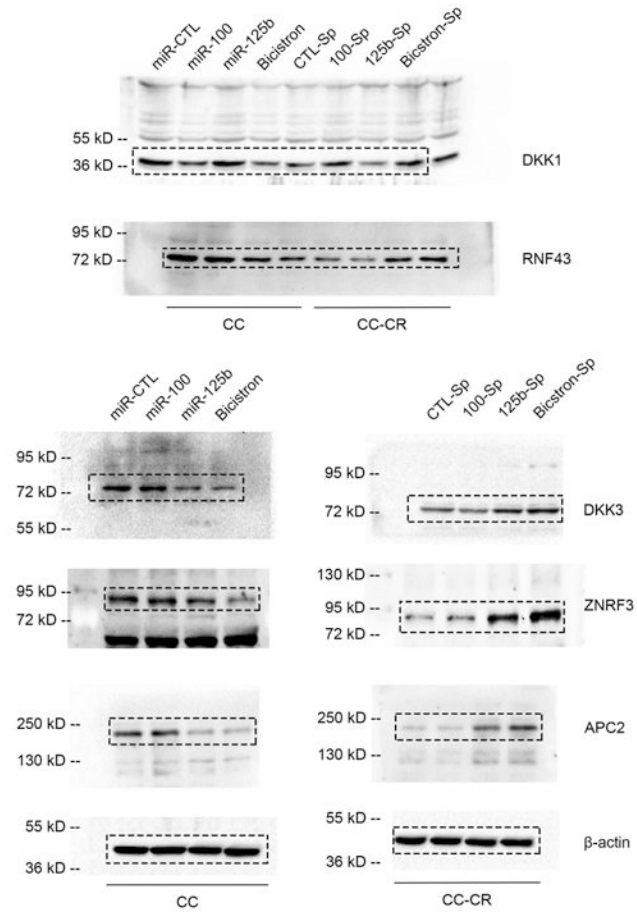 miR-CTL miR-100 miR-125b Bicistron CTL-Sp 100-Sp 125b-Sp Bicstron-Sp
55 kD --
36 kD -- DKK1
95 kD --
72 kD -- RNF43
CC CC-CR
miR-CTL miR-100 miR-125b Bicistron
95 kD --
72 kD --
55 kD --
95 kD --
72 kD --
250 kD --
130 kD --
55 kD --
36 kD --
CC
CTL-Sp 100-Sp 125b-Sp Bicstron-Sp
95 kD --
72 kD -- DKK3
130 kD --
95 kD -- ZNRF3
72 kD --
250 kD -- APC2
130 kD --
55 kD --
36 kD -- β-actin
CC-CR